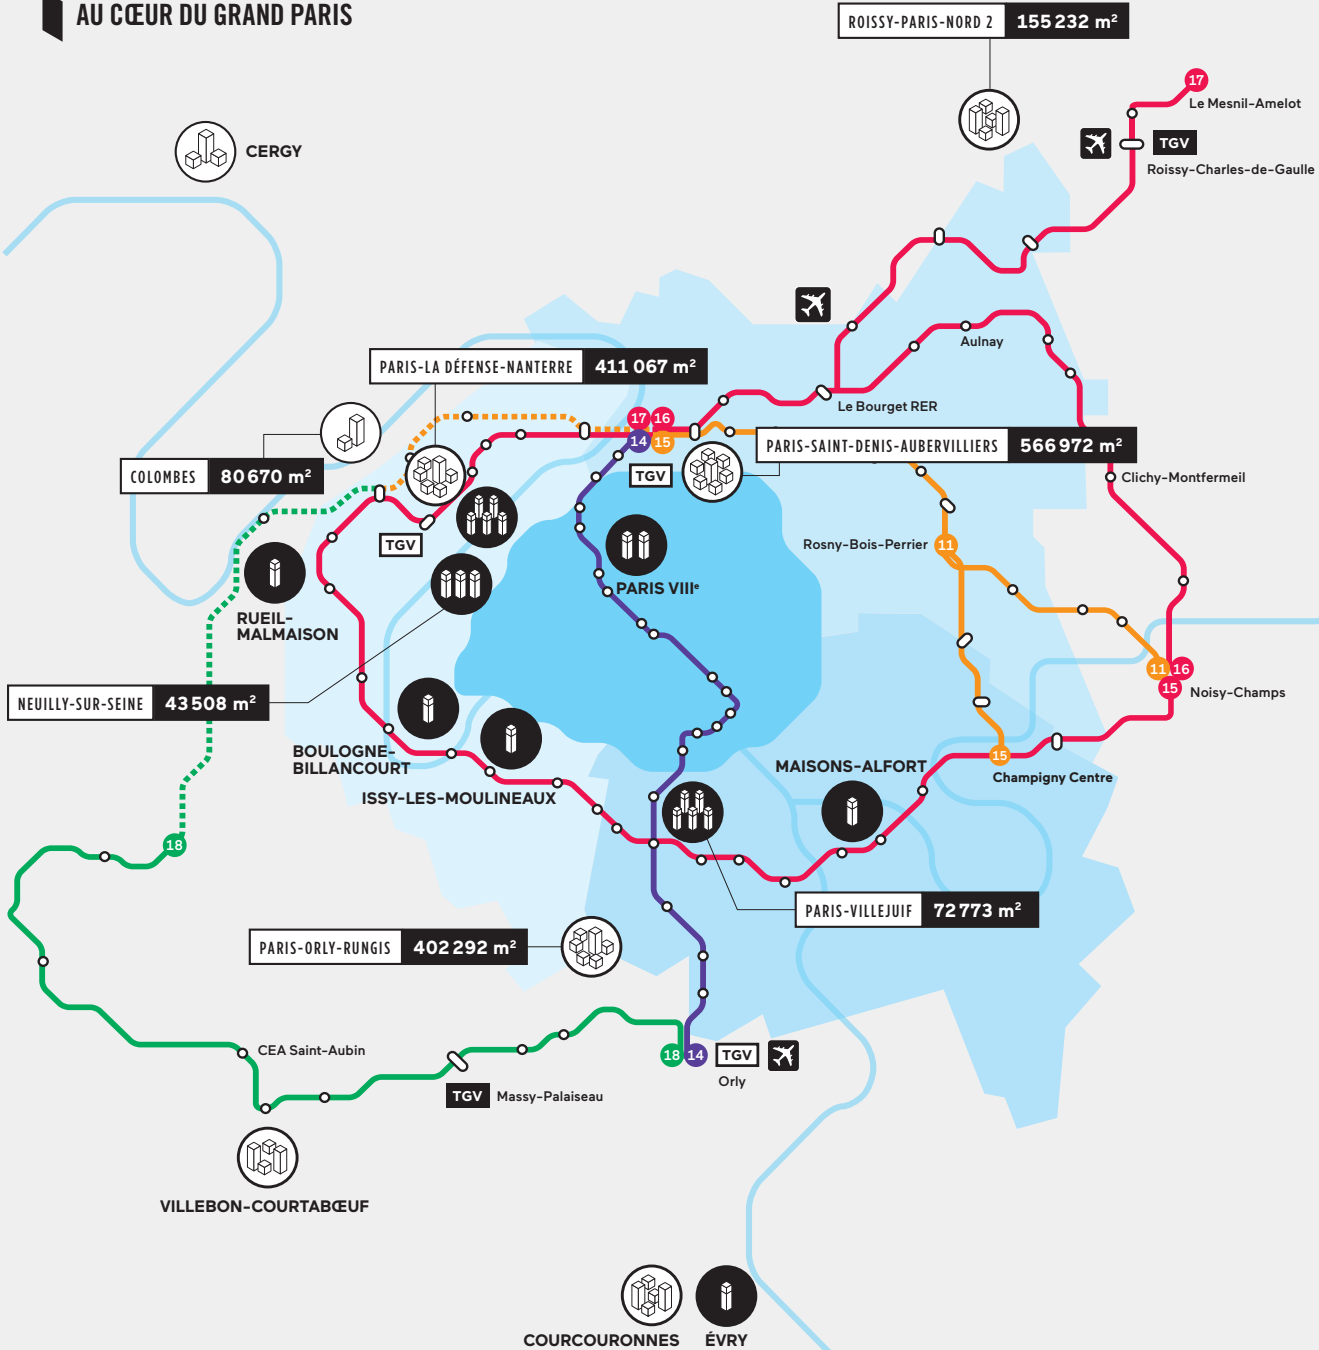 AU CŒUR DU GRAND PARIS
ROISSY-PARIS-NORD 2 155 232 m²
17
Le Mesnil-Amelot
TGV
Roissy-Charles-de-Gaulle
CERGY
Aulnay
PARIS-LA DÉFENSE-NANTERRE 411 067 m²
Le Bourget RER
17 16
14 15
PARIS-SAINT-DENIS-AUBERVILLIERS 566 972 m²
COLOMBES 80 670 m²
TGV
Clichy-Montfermeil
TGV
Rosny-Bois-Perrier 11
PARIS VIIIᵉ
RUEIL-
MALMAISON
11 16
15
Noisy-Champs
NEUILLY-SUR-SEINE 43 508 m²
BOULOGNE-
BILLANCOURT
15
Champigny Centre
MAISONS-ALFORT
ISSY-LES-MOULINEAUX
18
PARIS-VILLEJUIF 72 773 m²
PARIS-ORLY-RUNGIS 402 292 m²
CEA Saint-Aubin
18 14 TGV
Orly
TGV Massy-Palaiseau
VILLEBON-COURTABŒUF
COURCOURONNES ÉVRY